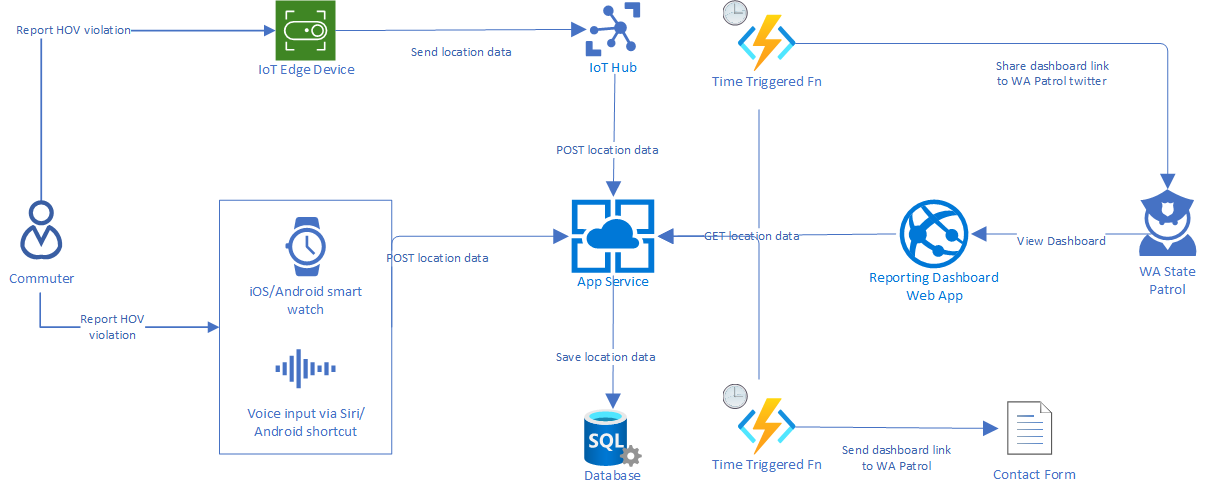 Report HOV violation
IoT Edge Device
Send location data
IoT Hub
Time Triggered Fn
Share dashboard link
to WA Patrol twitter
POST location data
Commuter
iOS/Android smart
watch
POST location data
App Service
GET location data
Reporting Dashboard
Web App
View Dashboard
WA State
Patrol
Report HOV
violation
Voice input via Siri/
Android shortcut
Save location data
SQL
Database
Time Triggered Fn
Send dashboard link
to WA Patrol
Contact Form